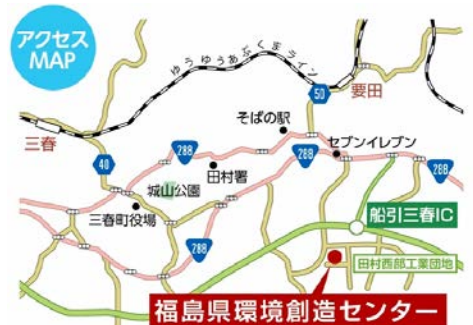 アクセス
MAP
ゆうゆうあぶくまライン
50
要田
そばの駅
三春
288
セブンイレブン
40
288
田村署
城山公園
三春町役場
船引三春IC
288
田村西部工業団地
福島県環境創造センター